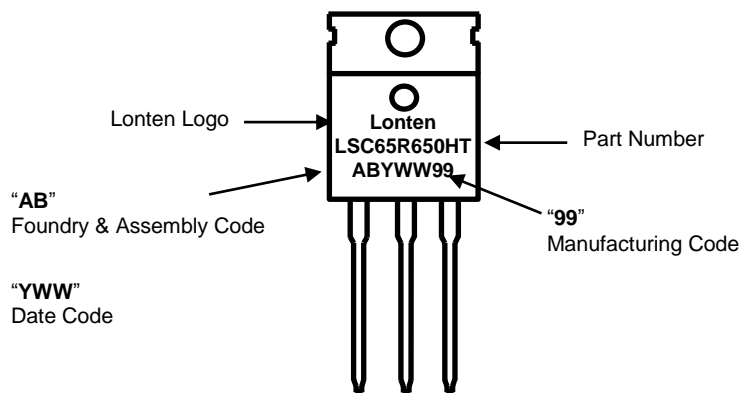 Lonten Logo
Lonten
LSC65R650HT
ABYWW99
Part Number
“AB”
Foundry & Assembly Code
“99”
Manufacturing Code
“YWW”
Date Code